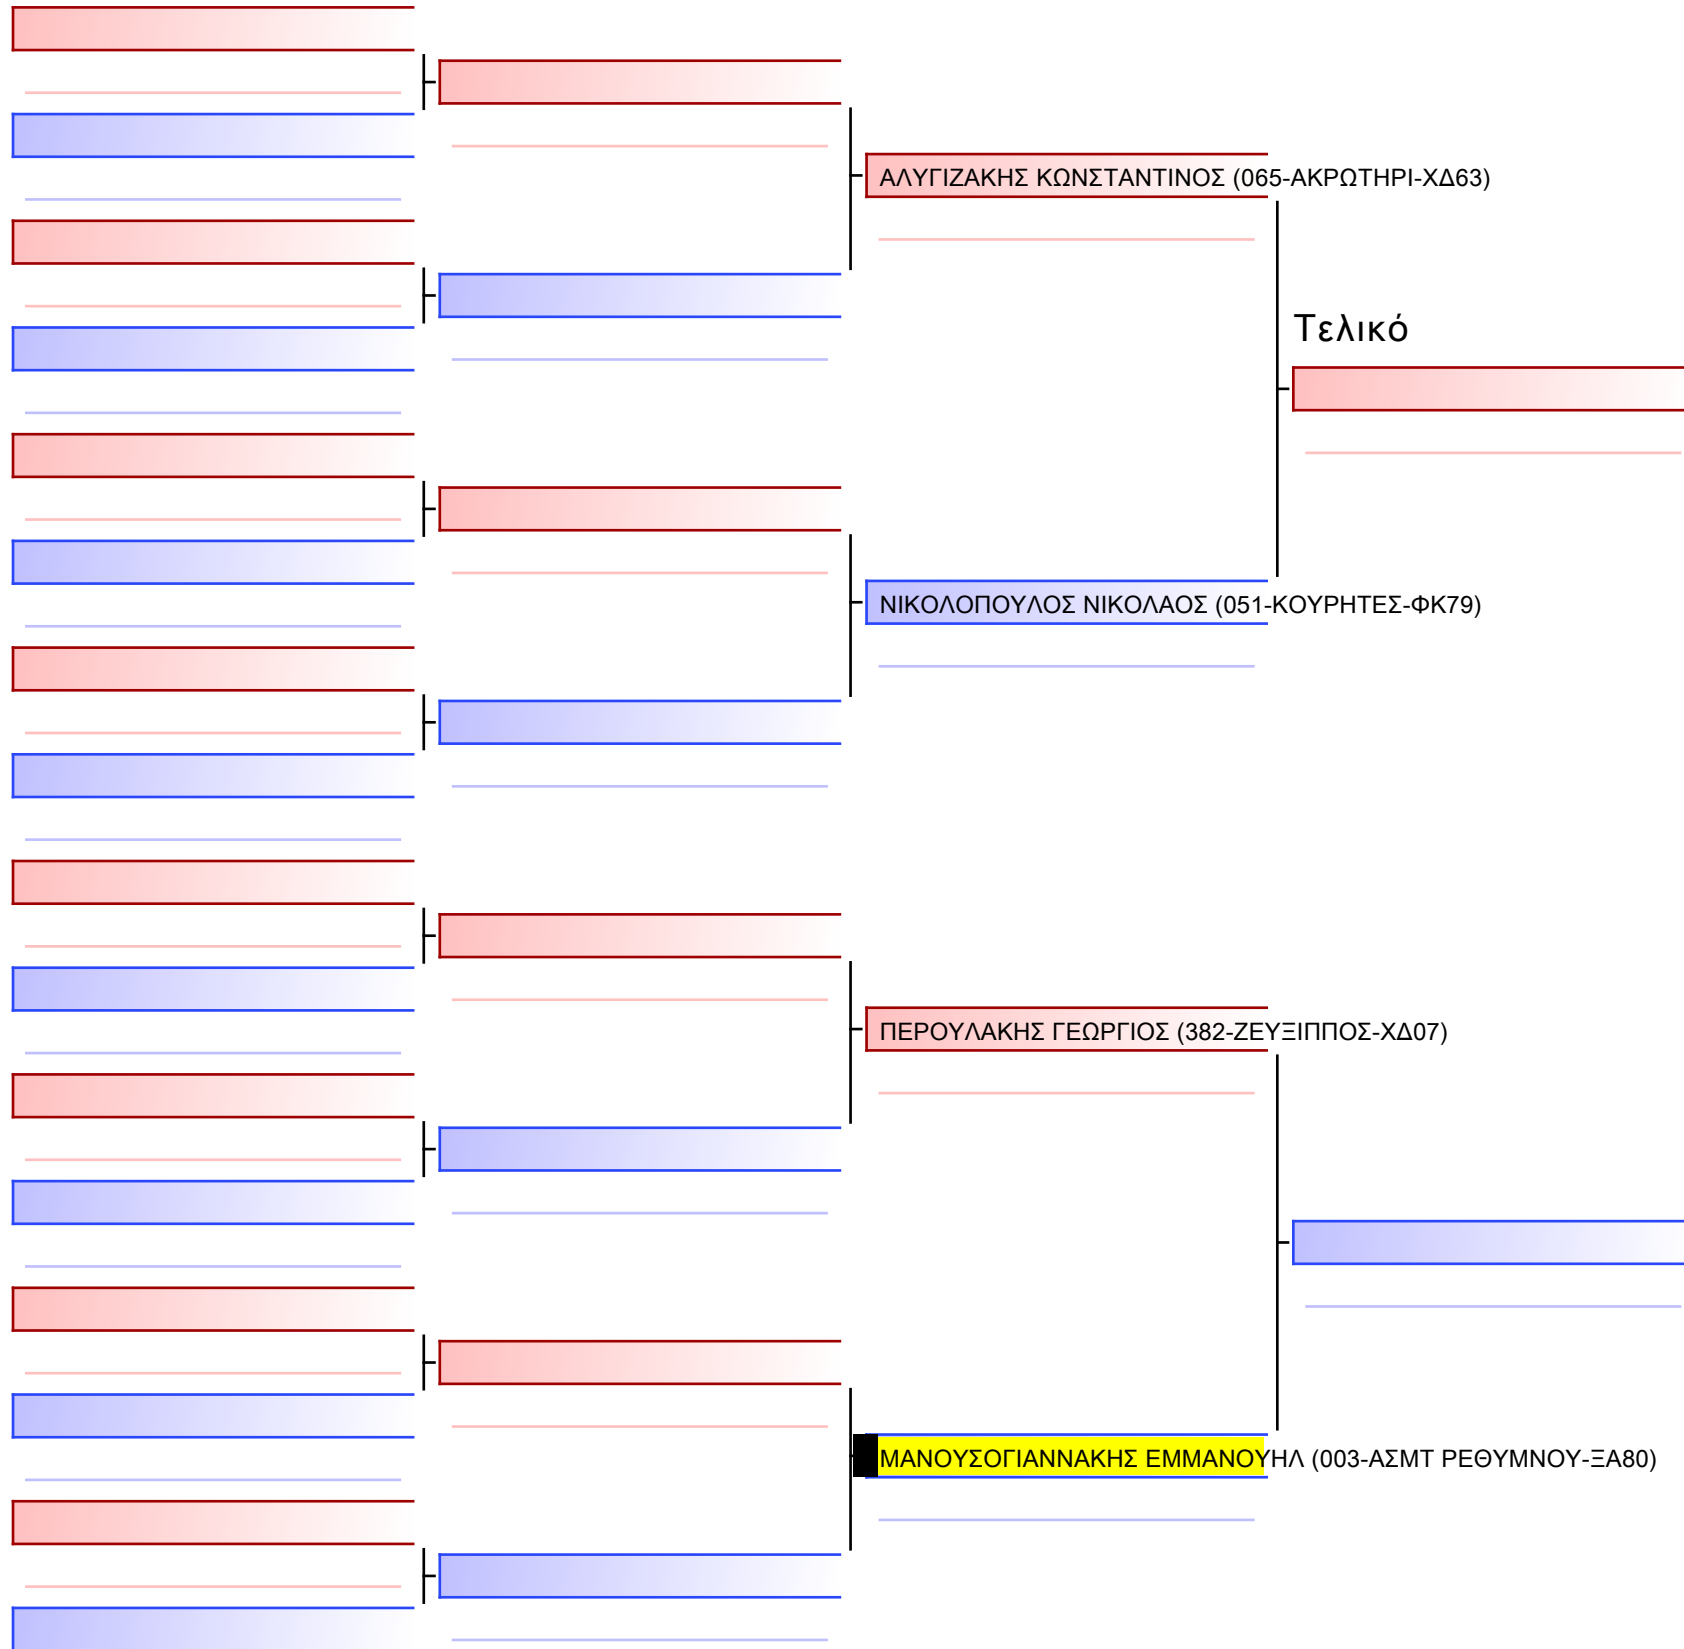 ΑΛΥΓΙΖΑΚΗΣ ΚΩΝΣΤΑΝΤΙΝΟΣ (065-ΑΚΡΩΤΗΡΙ-ΧΔ63)
Τελικό
ΝΙΚΟΛΟΠΟΥΛΟΣ ΝΙΚΟΛΑΟΣ (051-ΚΟΥΡΗΤΕΣ-ΦΚ79)
ΠΕΡΟΥΛΑΚΗΣ ΓΕΩΡΓΙΟΣ (382-ΖΕΥΞΙΠΠΟΣ-ΧΔ07)
ΜΑΝΟΥΣΟΓΙΑΝΝΑΚΗΣ ΕΜΜΑΝΟΥΗΛ (003-ΑΣΜΤ ΡΕΘΥΜΝΟΥ-ΞΑ80)